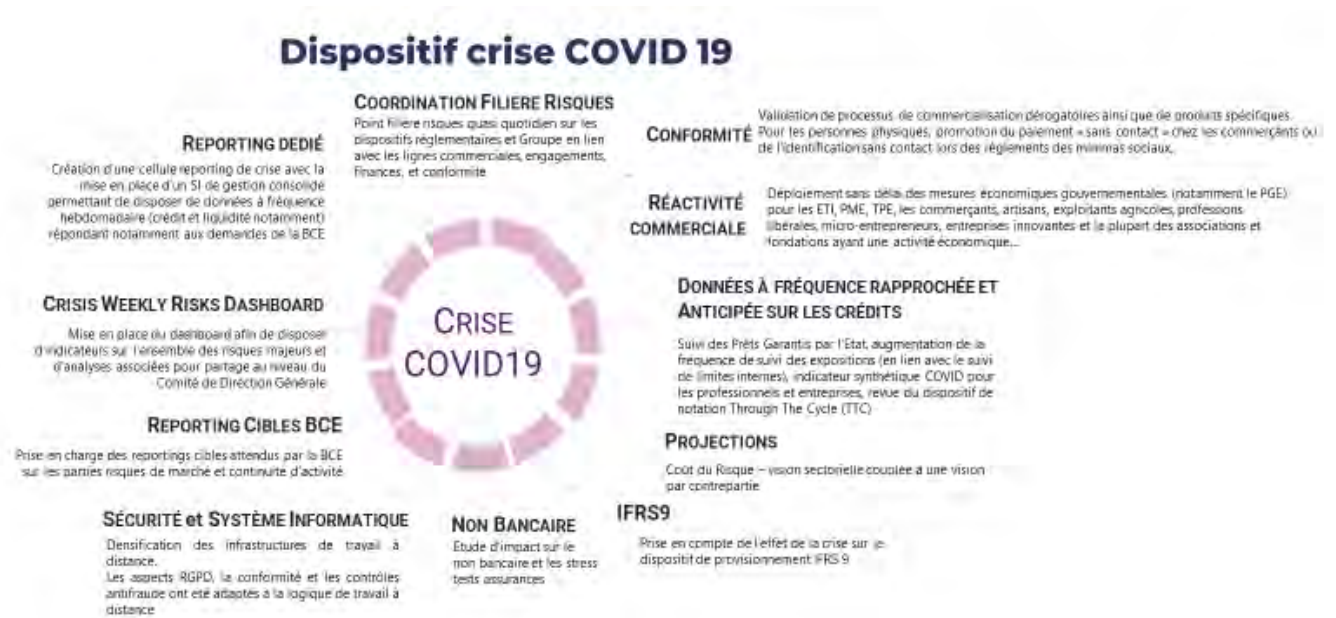 Dispositif crise COVID 19
COORDINATION FILIERE RISQUES
Point filière risques quasi quotidien sur les
dispositifs réglementaires et Groupe en lien
avec les lignes commerciales, engagements,
Finances, et conformité
REPORTING DEDIÉ
Création d'une cellule reporting de crise avec la
mise en place d'un SI de gestion consolidé
permettant de disposer de données à fréquence
hebdomadaire (crédit et liquidité notamment)
répondant notamment aux demandes de la BCE
CONFORMITÉ
Validation de processus de commercialisation dérogatoires ainsi que de produits spécifiques
Pour les personnes physiques, promotion du paiement « sans contact » chez les commerçants ou
de l'identification sans contact lors des règlements des minimas sociaux.
RÉACTIVITÉ
COMMERCIALE
Déploiement sans délai des mesures économiques gouvernementales (notamment le PGE)
pour les ETI, PME, TPE, les commerçants, artisans, exploitants agricoles, professions
libérales, micro-entrepreneurs, entreprises innovantes et la plupart des associations et
fondations ayant une activité économique...
CRISIS WEEKLY RISKS DASHBOARD
Mise en place du dashboard afin de disposer
d'indicateurs sur l'ensemble des risques majeurs et
d'analyses associées pour partage au niveau du
Comité de Direction Générale
CRISE
COVID19
DONNÉES À FRÉQUENCE RAPPROCHÉE ET
ANTICIPÉE SUR LES CRÉDITS
Suivi des Prêts Garantis par l'Etat, augmentation de la
fréquence de suivi des expositions (en lien avec le suivi
de limites internes), indicateur synthétique COVID pour
les professionnels et entreprises, revue du dispositif de
notation Through The Cycle (TTC)
REPORTING CIBLES BCE
Prise en charge des reportings cibles attendus par la BCE
sur les parties risques de marché et continuité d'activité
PROJECTIONS
Coût du Risque – vision sectorielle couplée à une vision
par contrepartie
SÉCURITÉ et SYSTÈME INFORMATIQUE
Densification des infrastructures de travail à
distance.
Les aspects RGPD, la conformité et les contrôles
antifraude ont été adaptés à la logique de travail à
distance
NON BANCAIRE
Etude d'impact sur le
non bancaire et les stress
tests assurances
IFRS9
Prise en compte de l'effet de la crise sur le
dispositif de provisionnement IFRS 9